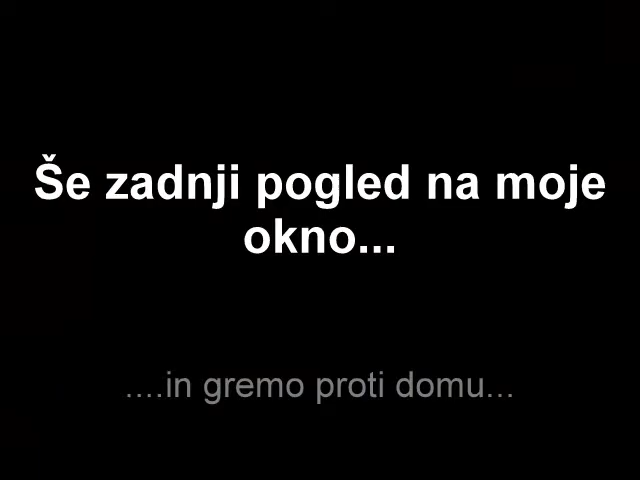 Še zadnji pogled na moje
okno...
....in gremo proti domu...